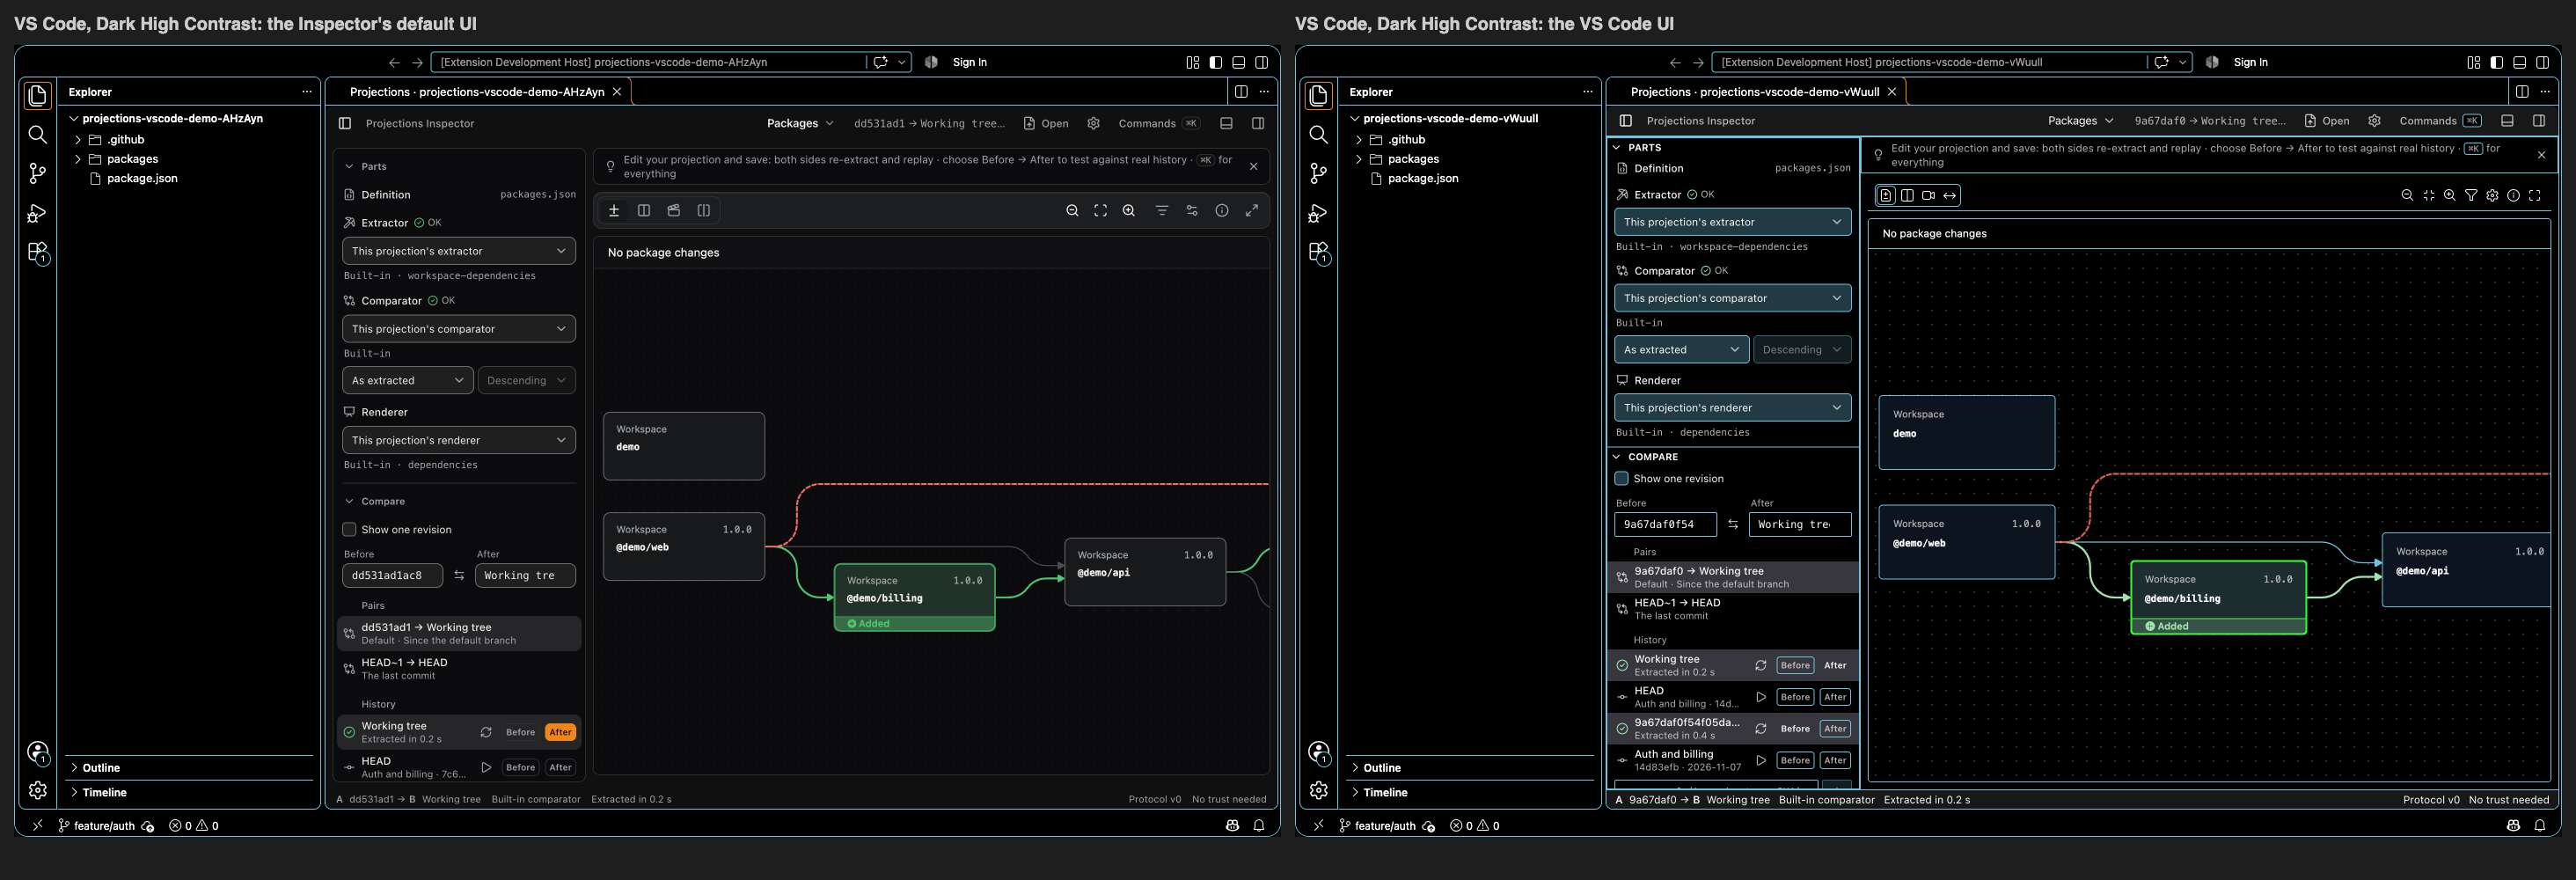 VS Code, Dark High Contrast: the Inspector's default UI
[Extension Development Host] projections-vscode-demo-AHzAyn
Sign In
Explorer
projections-vscode-demo-AHzAyn
.github
packages
package.json
Outline
Timeline
1
1
Projections · projections-vscode-demo-AHzAyn
Projections Inspector
Packages
dd531ad1 → Working tree...
Open
Commands ⌘K
Parts
Definition packages.json
Extractor OK
This projection's extractor
Built-in · workspace-dependencies
Comparator OK
This projection's comparator
Built-in
As extracted Descending
Renderer
This projection's renderer
Built-in · dependencies
Compare
Show one revision
Before After
dd531ad1ac8 Working tre
Pairs
dd531ad1 → Working tree
Default · Since the default branch
HEAD~1 → HEAD
The last commit
History
Working tree
Extracted in 0.2 s
Before After
HEAD
Auth and billing · 7c6...
Before After
Edit your projection and save: both sides re-extract and replay · choose Before → After to test against real history · ⌘K for
everything
No package changes
Workspace
demo
Workspace 1.0.0
@demo/web
Workspace 1.0.0
@demo/billing
Added
Workspace 1.0.0
@demo/api
A dd531ad1 → B Working tree Built-in comparator Extracted in 0.2 s
Protocol v0 No trust needed
feature/auth 0 0
VS Code, Dark High Contrast: the VS Code UI
[Extension Development Host] projections-vscode-demo-vWuull
Sign In
Explorer
projections-vscode-demo-vWuull
.github
packages
package.json
Outline
Timeline
1
1
Projections · projections-vscode-demo-vWuull
Projections Inspector
Packages
9a67daf0 → Working tree...
Open
Commands ⌘K
PARTS
Definition packages.json
Extractor OK
This projection's extractor
Built-in · workspace-dependencies
Comparator OK
This projection's comparator
Built-in
As extracted Descending
Renderer
This projection's renderer
Built-in · dependencies
COMPARE
Show one revision
Before After
9a67daf0f54 Working tre
Pairs
9a67daf0 → Working tree
Default · Since the default branch
HEAD~1 → HEAD
The last commit
History
Working tree
Extracted in 0.2 s
Before After
HEAD
Auth and billing · 14d...
Before After
9a67daf0f54f05da...
Extracted in 0.4 s
Before After
Auth and billing
14d83efb · 2026-11-07
Before After
Edit your projection and save: both sides re-extract and replay · choose Before → After to test against real history · ⌘K for
everything
No package changes
Workspace
demo
Workspace 1.0.0
@demo/web
Workspace 1.0.0
@demo/billing
Added
Workspace 1.0.0
@demo/api
A 9a67daf0 → B Working tree Built-in comparator Extracted in 0.2 s
Protocol v0 No trust needed
feature/auth 0 0